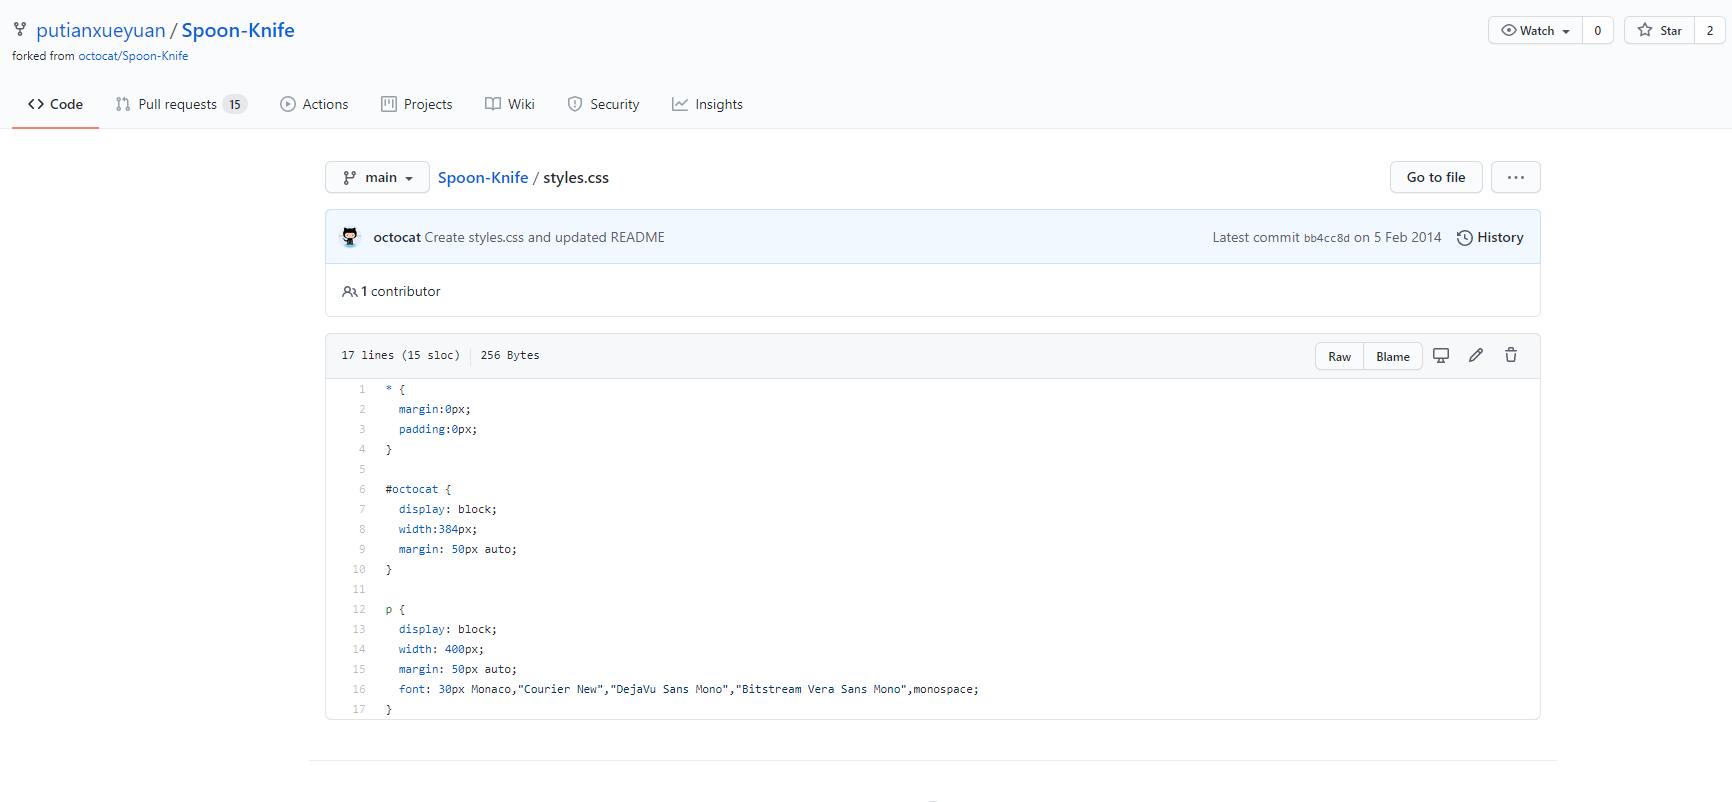 putianxueyuan / Spoon-Knife
Watch 0 Star 2
forked from octocat/Spoon-Knife
Code Pull requests 15 Actions Projects Wiki Security Insights
main Spoon-Knife / styles.css Go to file ...
octocat Create styles.css and updated README Latest commit bb4cc8d on 5 Feb 2014 History
1 contributor
17 lines (15 sloc) 256 Bytes Raw Blame
1 * {
2   margin:0px;
3   padding:0px;
4 }
5
6 #octocat {
7   display: block;
8   width:384px;
9   margin: 50px auto;
10 }
11
12 p {
13   display: block;
14   width: 400px;
15   margin: 50px auto;
16   font: 30px Monaco,"Courier New","DejaVu Sans Mono","Bitstream Vera Sans Mono",monospace;
17 }